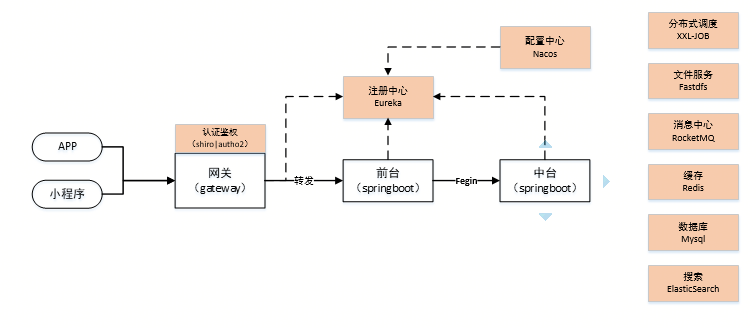 配置中心
Nacos
注册中心
Eureka
认证鉴权
（shiro|autho2）
APP
小程序
网关
（gateway）
转发
前台
（springboot）
Fegin
中台
（springboot）
分布式调度
XXL-JOB
文件服务
Fastdfs
消息中心
RocketMQ
缓存
Redis
数据库
Mysql
搜索
ElasticSearch